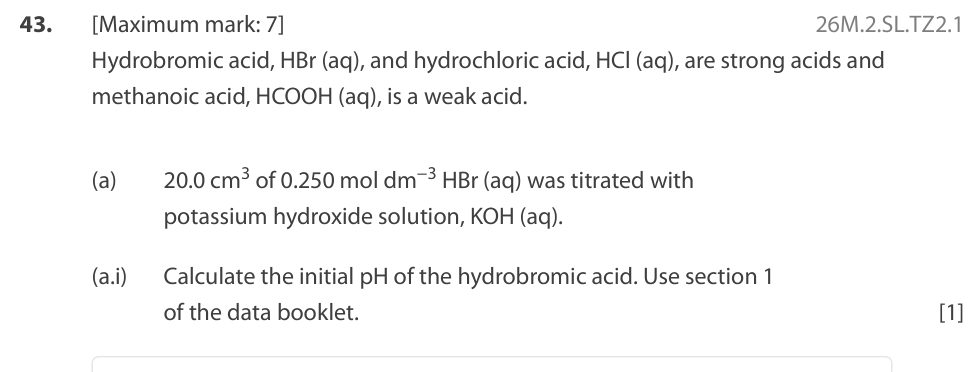 43. [Maximum mark: 7] 26M.2.SL.TZ2.1
Hydrobromic acid, HBr (aq), and hydrochloric acid, HCl (aq), are strong acids and
methanoic acid, HCOOH (aq), is a weak acid.
(a) 20.0 cm³ of 0.250 mol dm⁻³ HBr (aq) was titrated with
potassium hydroxide solution, KOH (aq).
(a.i) Calculate the initial pH of the hydrobromic acid. Use section 1
of the data booklet. [1]